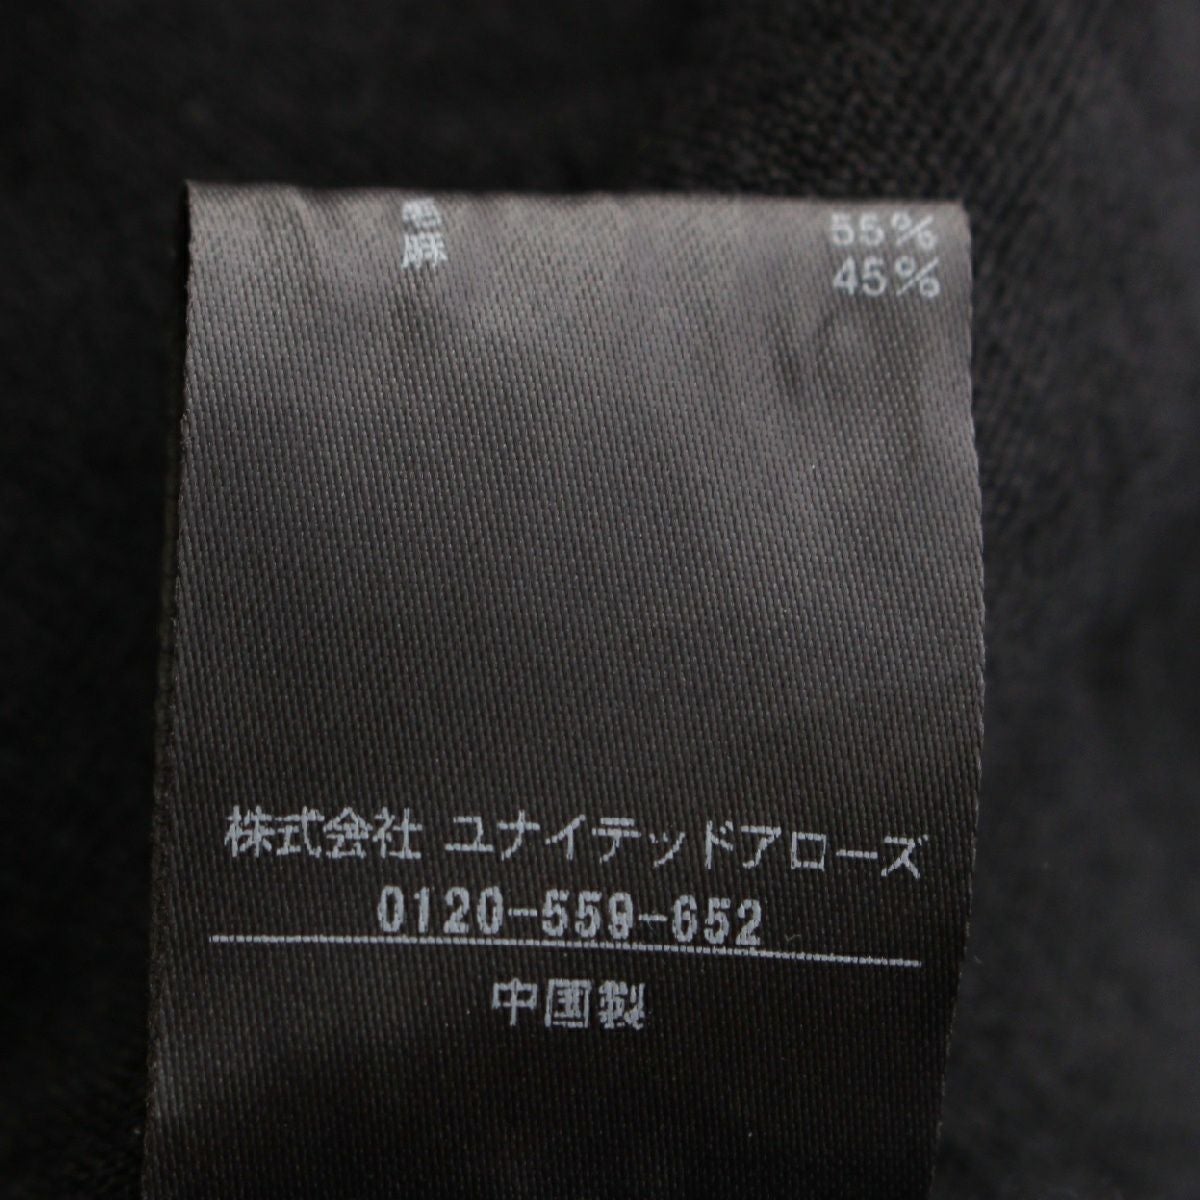 毛 55%
麻 45%
株式会社 ユナイテッドアローズ
0120-559-652
中国製